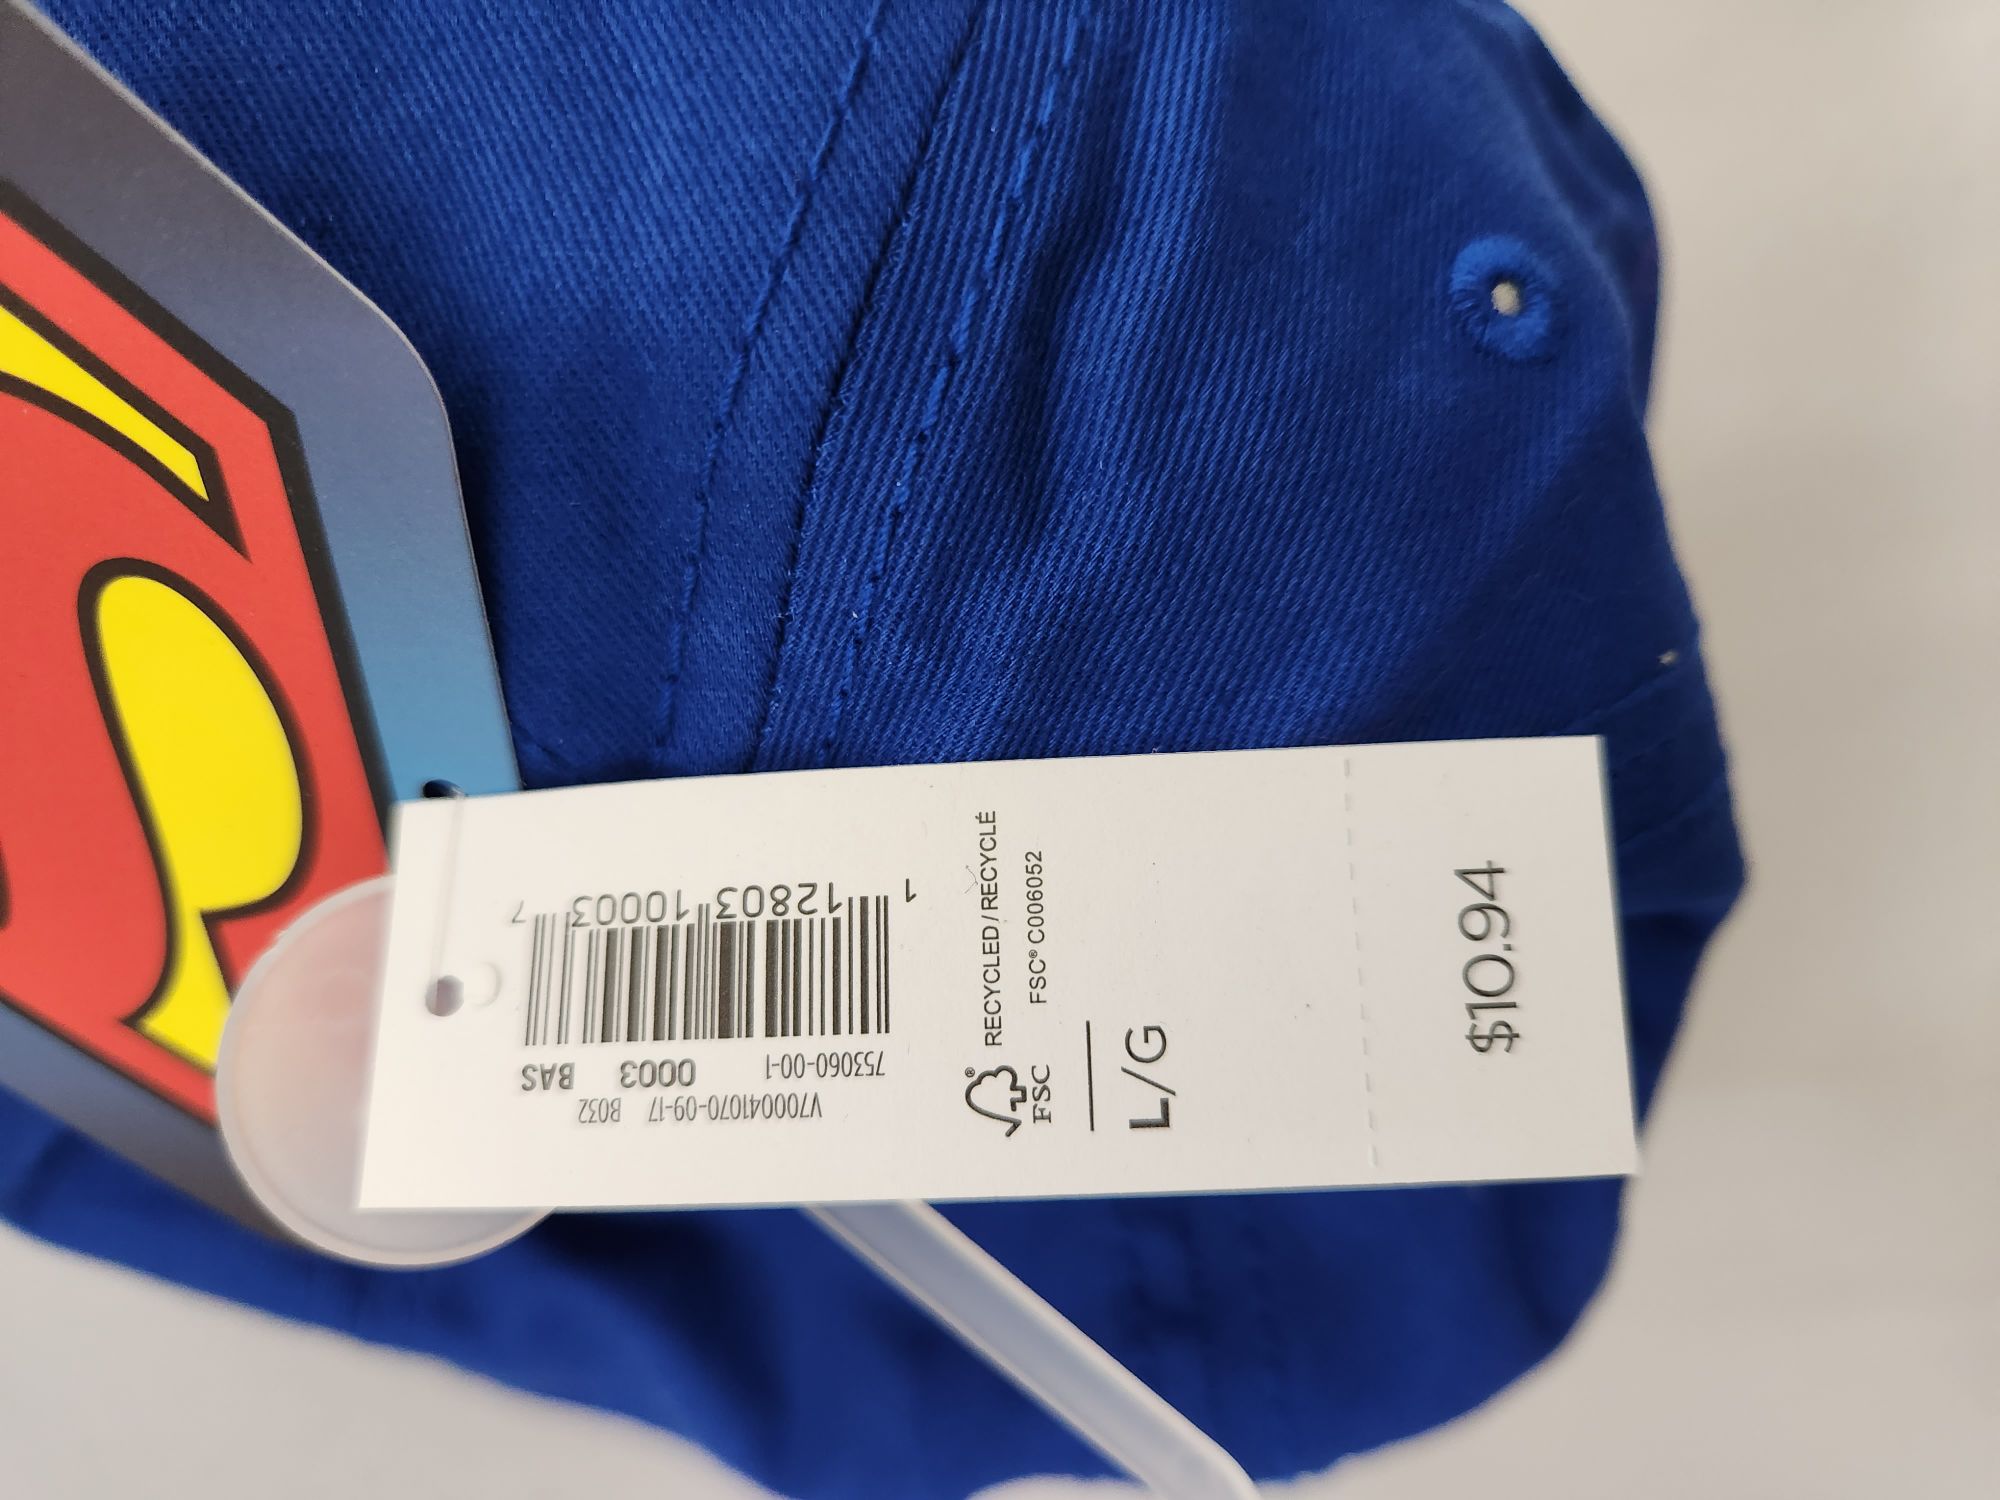 V700041070-09-17 B032
753060-00-1 0003 BAS
1 12803 10003 7
FSC® RECYCLED / RECYCLÉ
FSC® C006052
L/G
$10.94